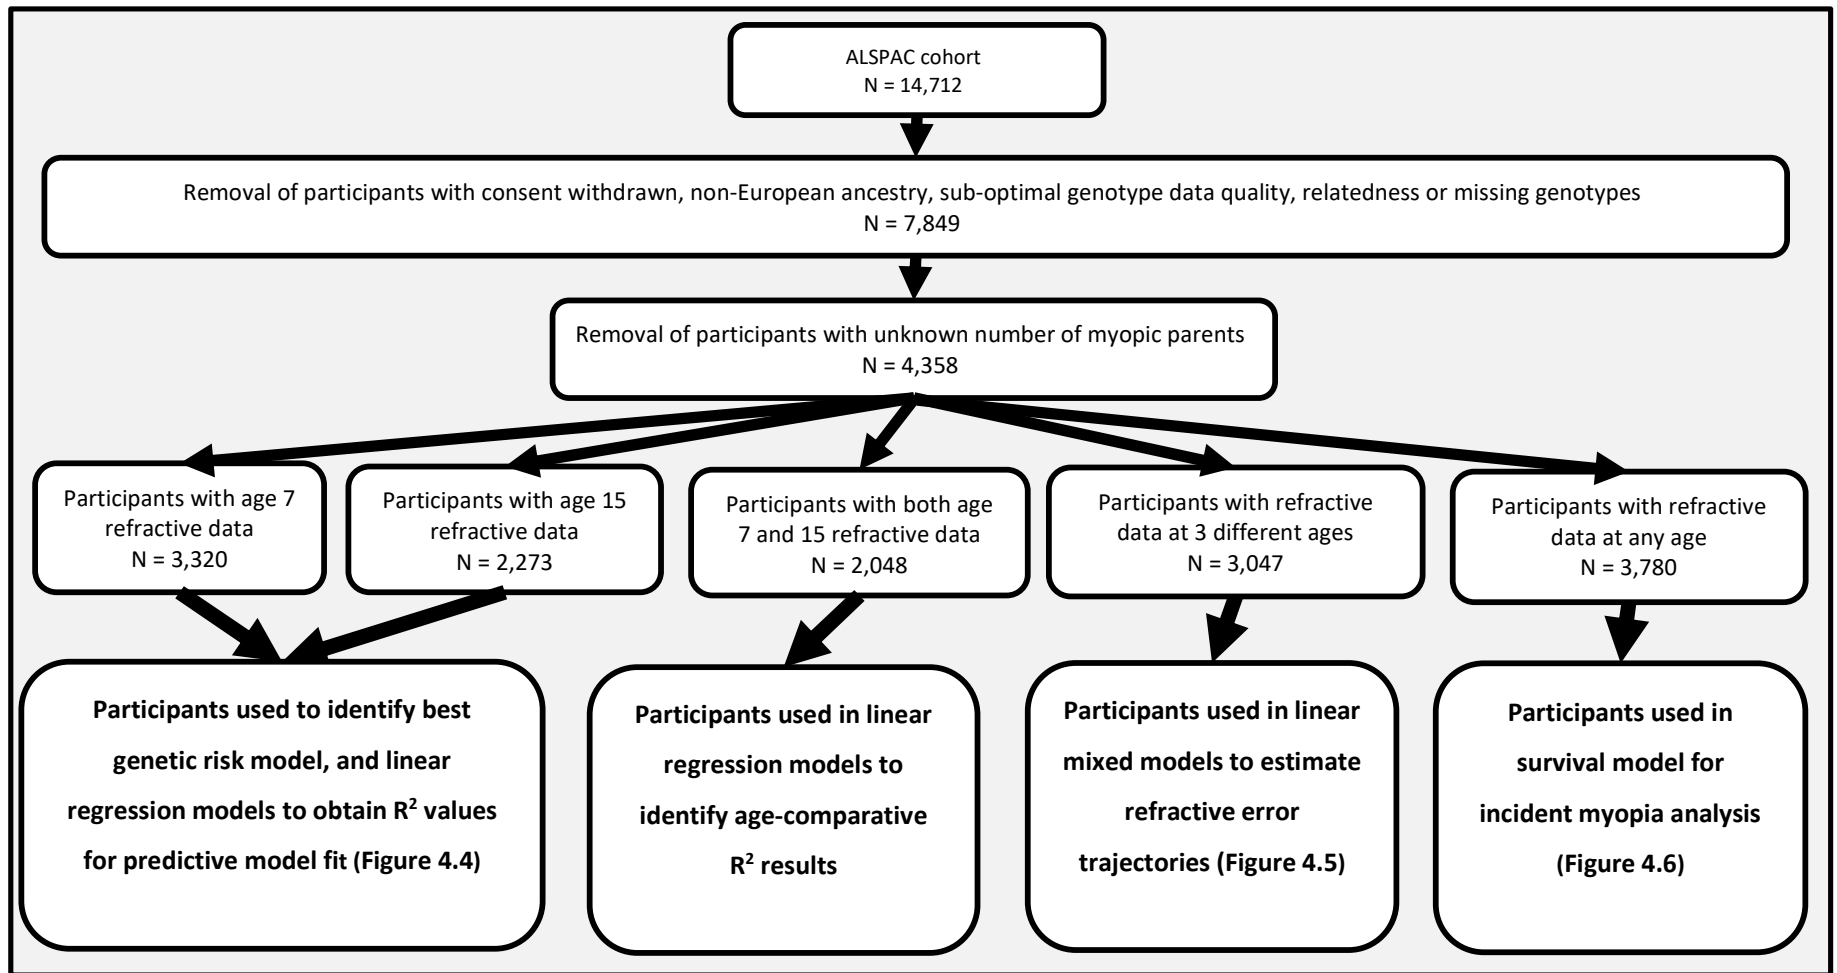 ALSPAC cohort
N = 14,712
Removal of participants with consent withdrawn, non-European ancestry, sub-optimal genotype data quality, relatedness or missing genotypes
N = 7,849
Removal of participants with unknown number of myopic parents
N = 4,358
Participants with age 7
refractive data
N = 3,320
Participants with age 15
refractive data
N = 2,273
Participants with both age
7 and 15 refractive data
N = 2,048
Participants with refractive
data at 3 different ages
N = 3,047
Participants with refractive
data at any age
N = 3,780
Participants used to identify best
genetic risk model, and linear
regression models to obtain R² values
for predictive model fit (Figure 4.4)
Participants used in linear
regression models to
identify age-comparative
R² results
Participants used in linear
mixed models to estimate
refractive error
trajectories (Figure 4.5)
Participants used in
survival model for
incident myopia analysis
(Figure 4.6)